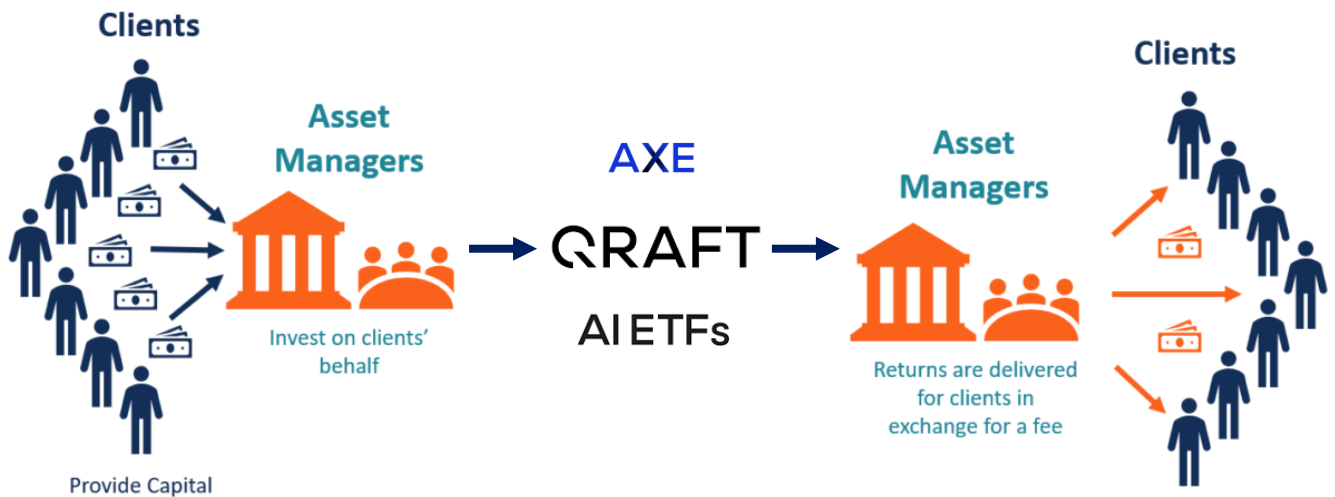 Clients
Provide Capital
Asset
Managers
Invest on clients’
behalf
AXE
QRAFT
AI ETFs
Asset
Managers
Returns are delivered
for clients in
exchange for a fee
Clients